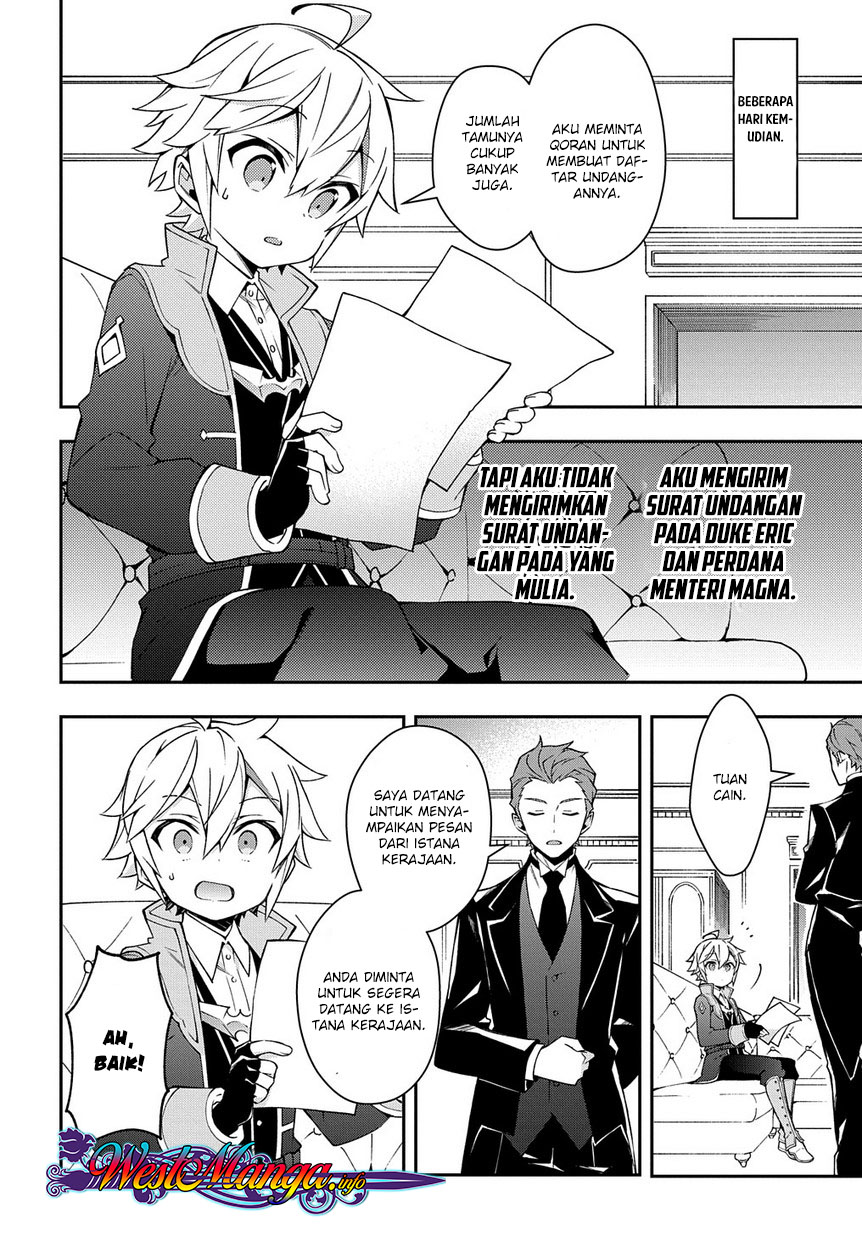 BEBERAPA
HARI KEM-
UDIAN.
AKU MEMINTA
QORAN UNTUK
MEMBUAT DAF-
TAR UNDANG-
ANNYA.
JUMLAH
TAMUNYA
CUKUP
BANYAK
JUGA.
AKU MENGIRIM
SURAT UNDANGAN
PADA DUKE ERIC
DAN PERDANA
MENTERI MAGNA.
TAPI AKU TIDAK
MENGIRIMKAN
SURAT UNDAN-
GAN PADA YANG
MULIA.
TUAN
CAIN.
SAYA DATANG
UNTUK MENYA-
MPAIKAN PESAN
DARI ISTANA
KERAJAAN.
ANDA DIMINTA
UNTUK SEGERA
DATANG KE IS-
TANA KERAJAAN.
AH,
BAIK!
WestManga.info